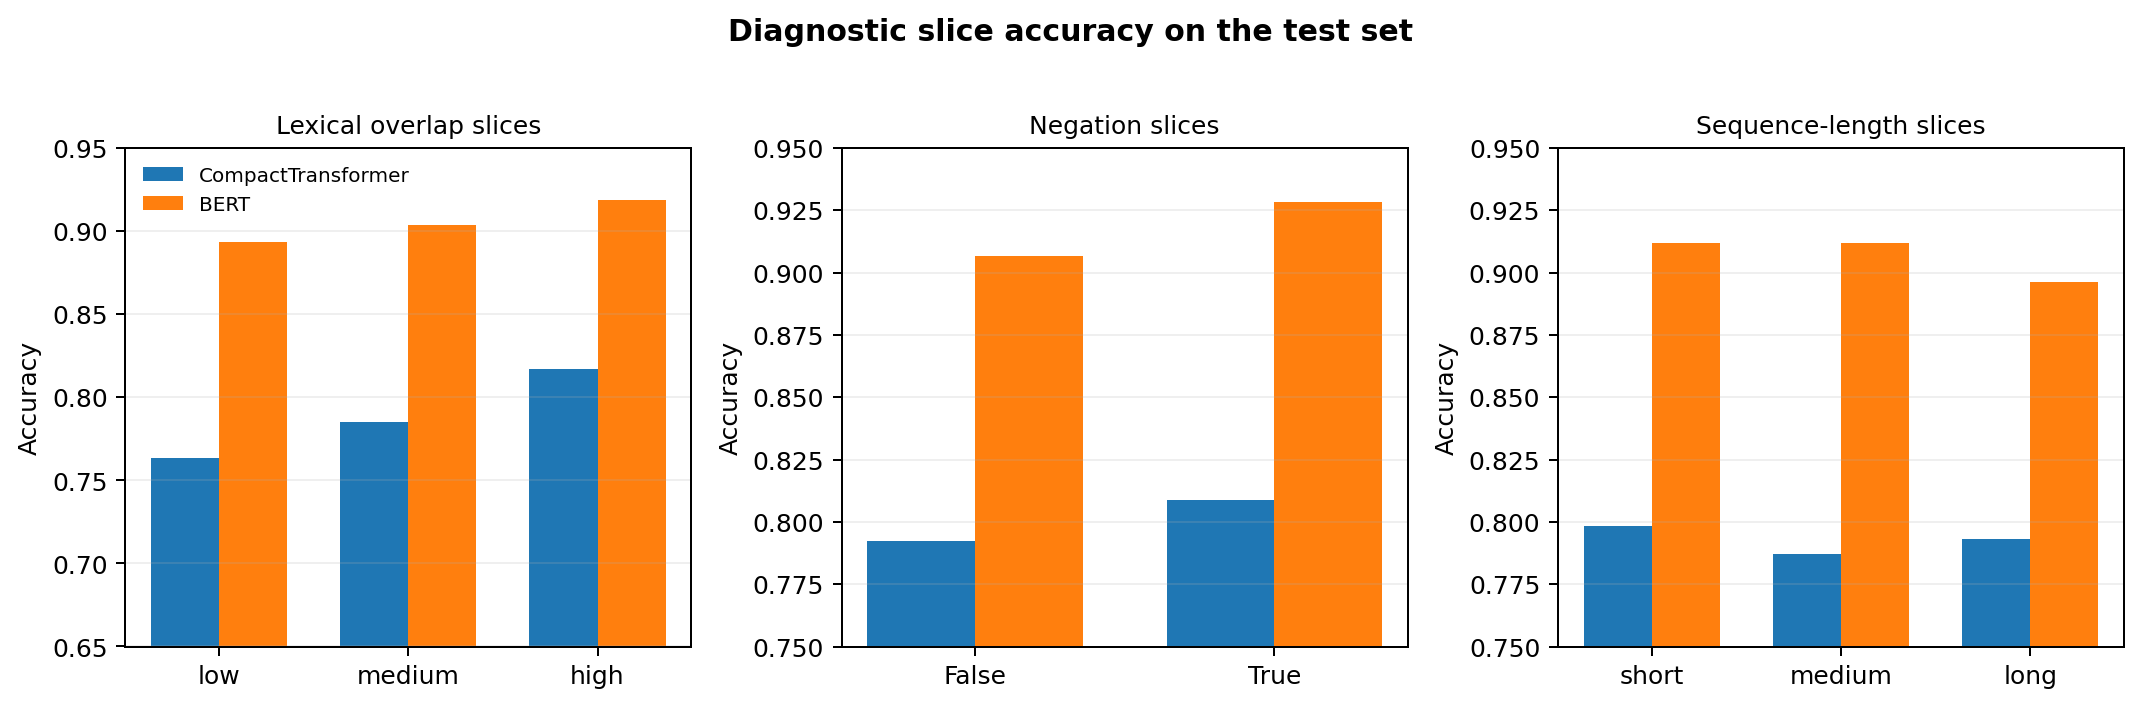 Diagnostic slice accuracy on the test set
Lexical overlap slices
Accuracy
0.95
0.90
0.85
0.80
0.75
0.70
0.65
CompactTransformer
BERT
low medium high
Negation slices
Accuracy
0.950
0.925
0.900
0.875
0.850
0.825
0.800
0.775
0.750
False True
Sequence-length slices
Accuracy
0.950
0.925
0.900
0.875
0.850
0.825
0.800
0.775
0.750
short medium long